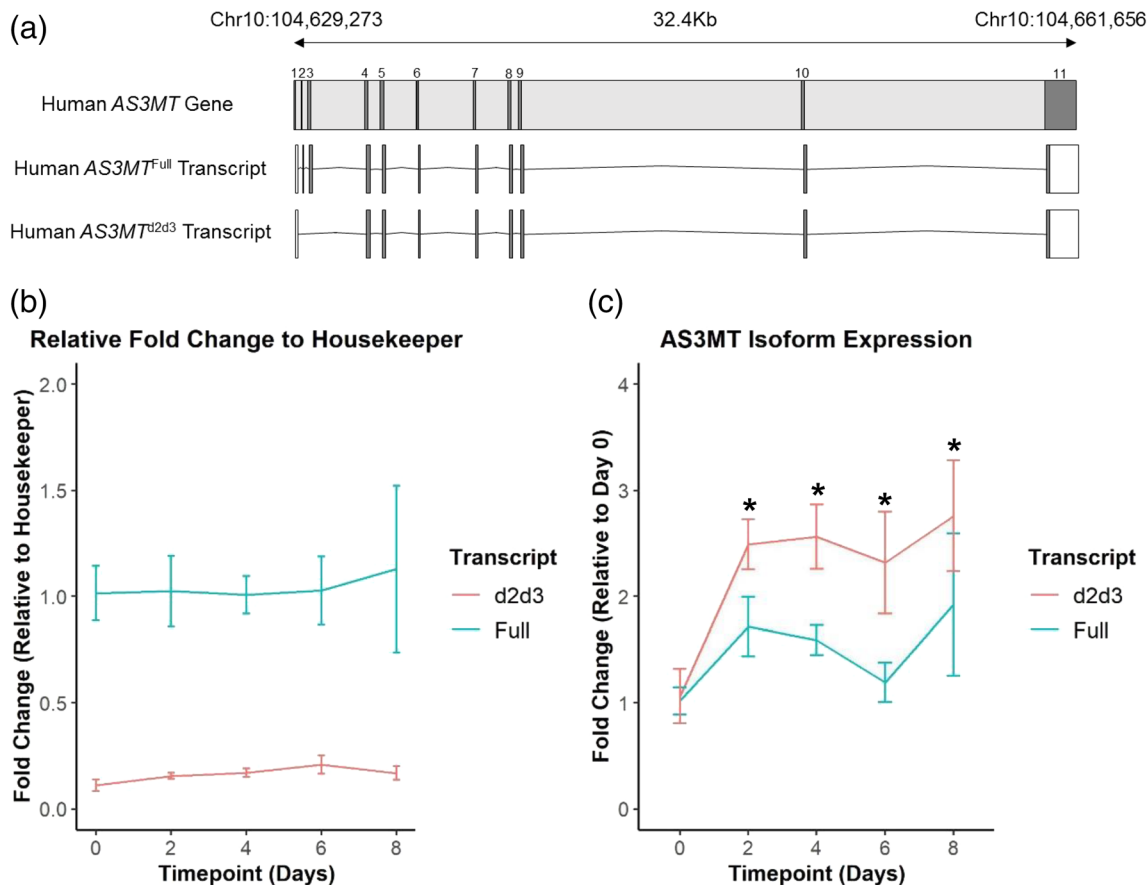 (a)
Chr10:104,629,273 32.4Kb Chr10:104,661,656
1 2 3 4 5 6 7 8 9 10 11
Human AS3MT Gene
Human AS3MTFull Transcript
Human AS3MTd2d3 Transcript
(b)
Relative Fold Change to Housekeeper
Fold Change (Relative to Housekeeper)
2.0
1.5
1.0
0.5
0.0
0 2 4 6 8
Timepoint (Days)
Transcript
d2d3
Full
(c)
AS3MT Isoform Expression
Fold Change (Relative to Day 0)
4
3
2
1
0
* * * *
0 2 4 6 8
Timepoint (Days)
Transcript
d2d3
Full